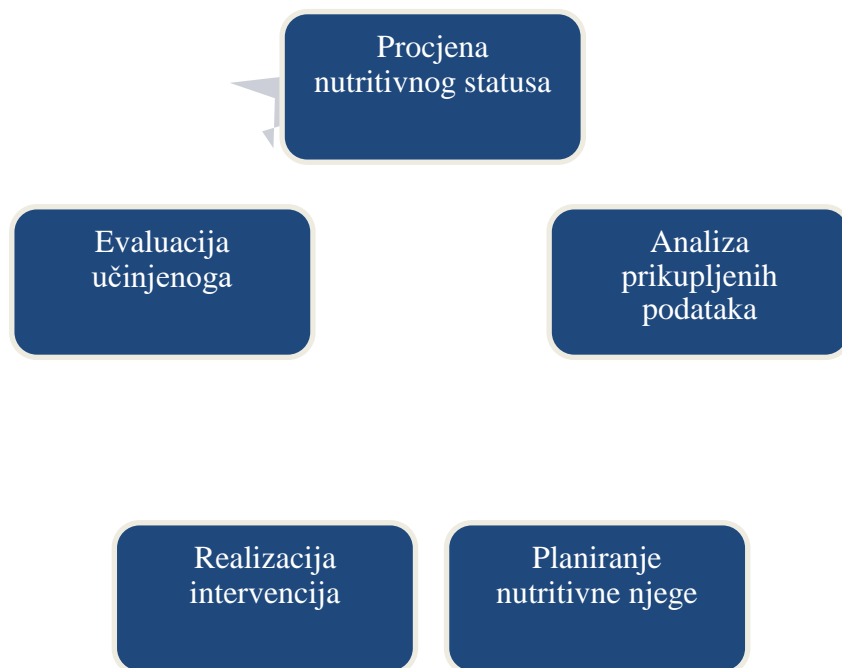 Procjena
nutritivnog statusa
Evaluacija
učinjenoga
Analiza
prikupljenih
podataka
Realizacija
intervencija
Planiranje
nutritivne njege